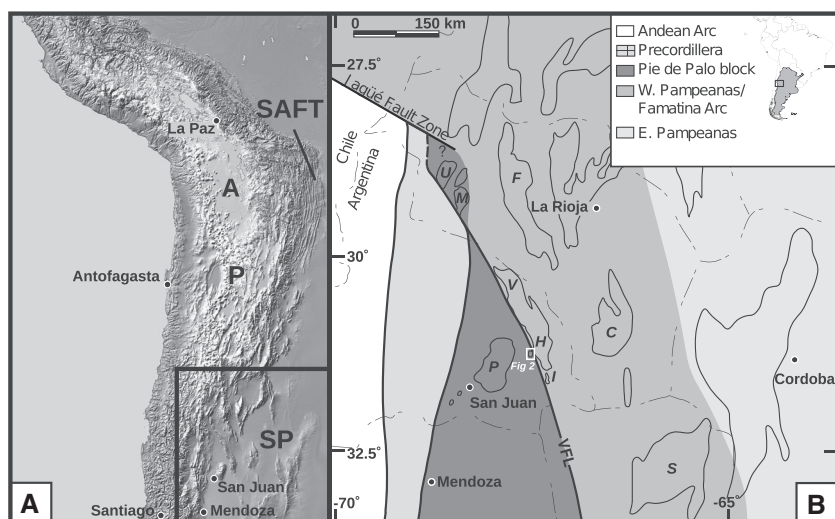 SAFT
La Paz
A
P
Antofagasta
SP
San Juan
Mendoza
Santiago
A
0 150 km
27.5°
Jagüé Fault Zone
Chile
Argentina
?
U
M
F
La Rioja
30°
V
H
C
P
Fig 2
I
San Juan
Cordoba
VFL
32.5°
Mendoza
S
-70°
-65°
B
Andean Arc
Precordillera
Pie de Palo block
W. Pampeanas/
Famatina Arc
E. Pampeanas